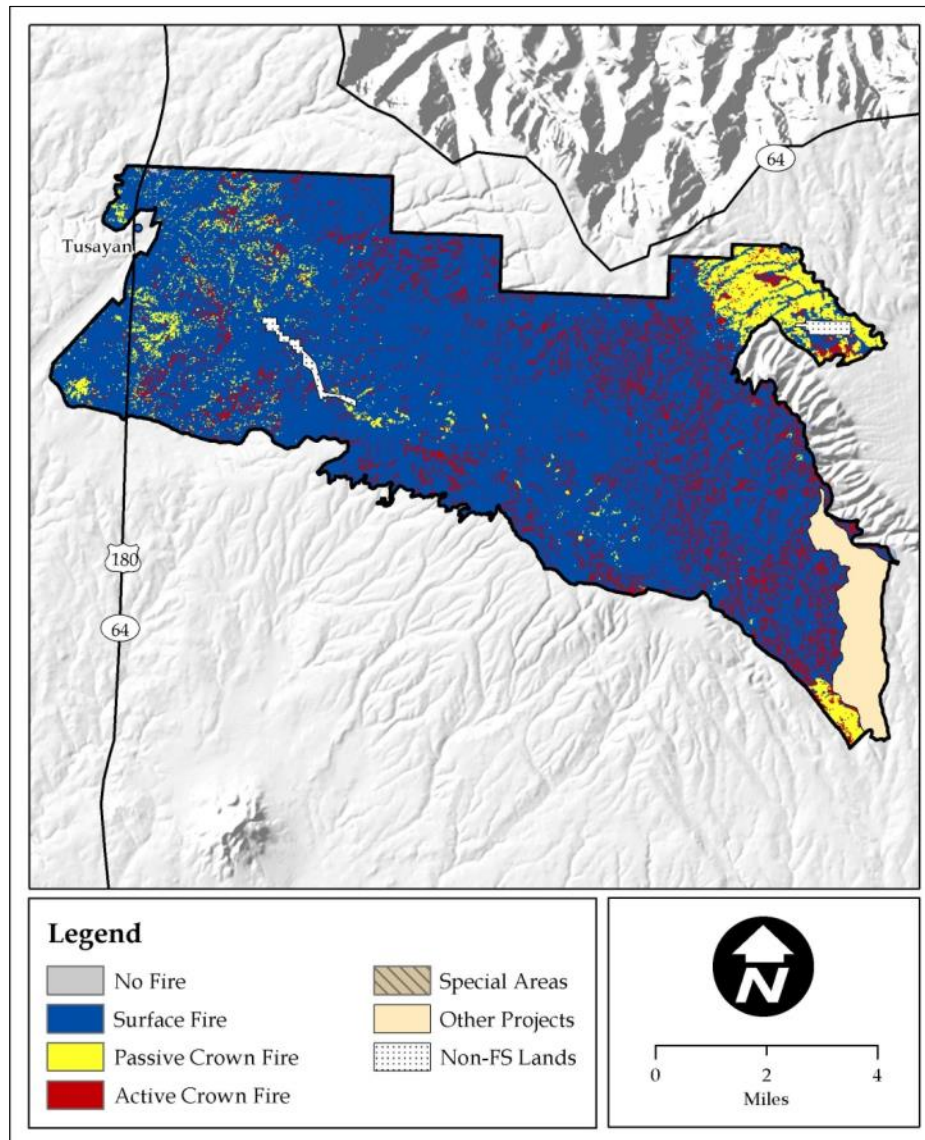 64
Tusayan
180
64
Legend
No Fire
Surface Fire
Passive Crown Fire
Active Crown Fire
Special Areas
Other Projects
Non-FS Lands
N
0 2 4
Miles